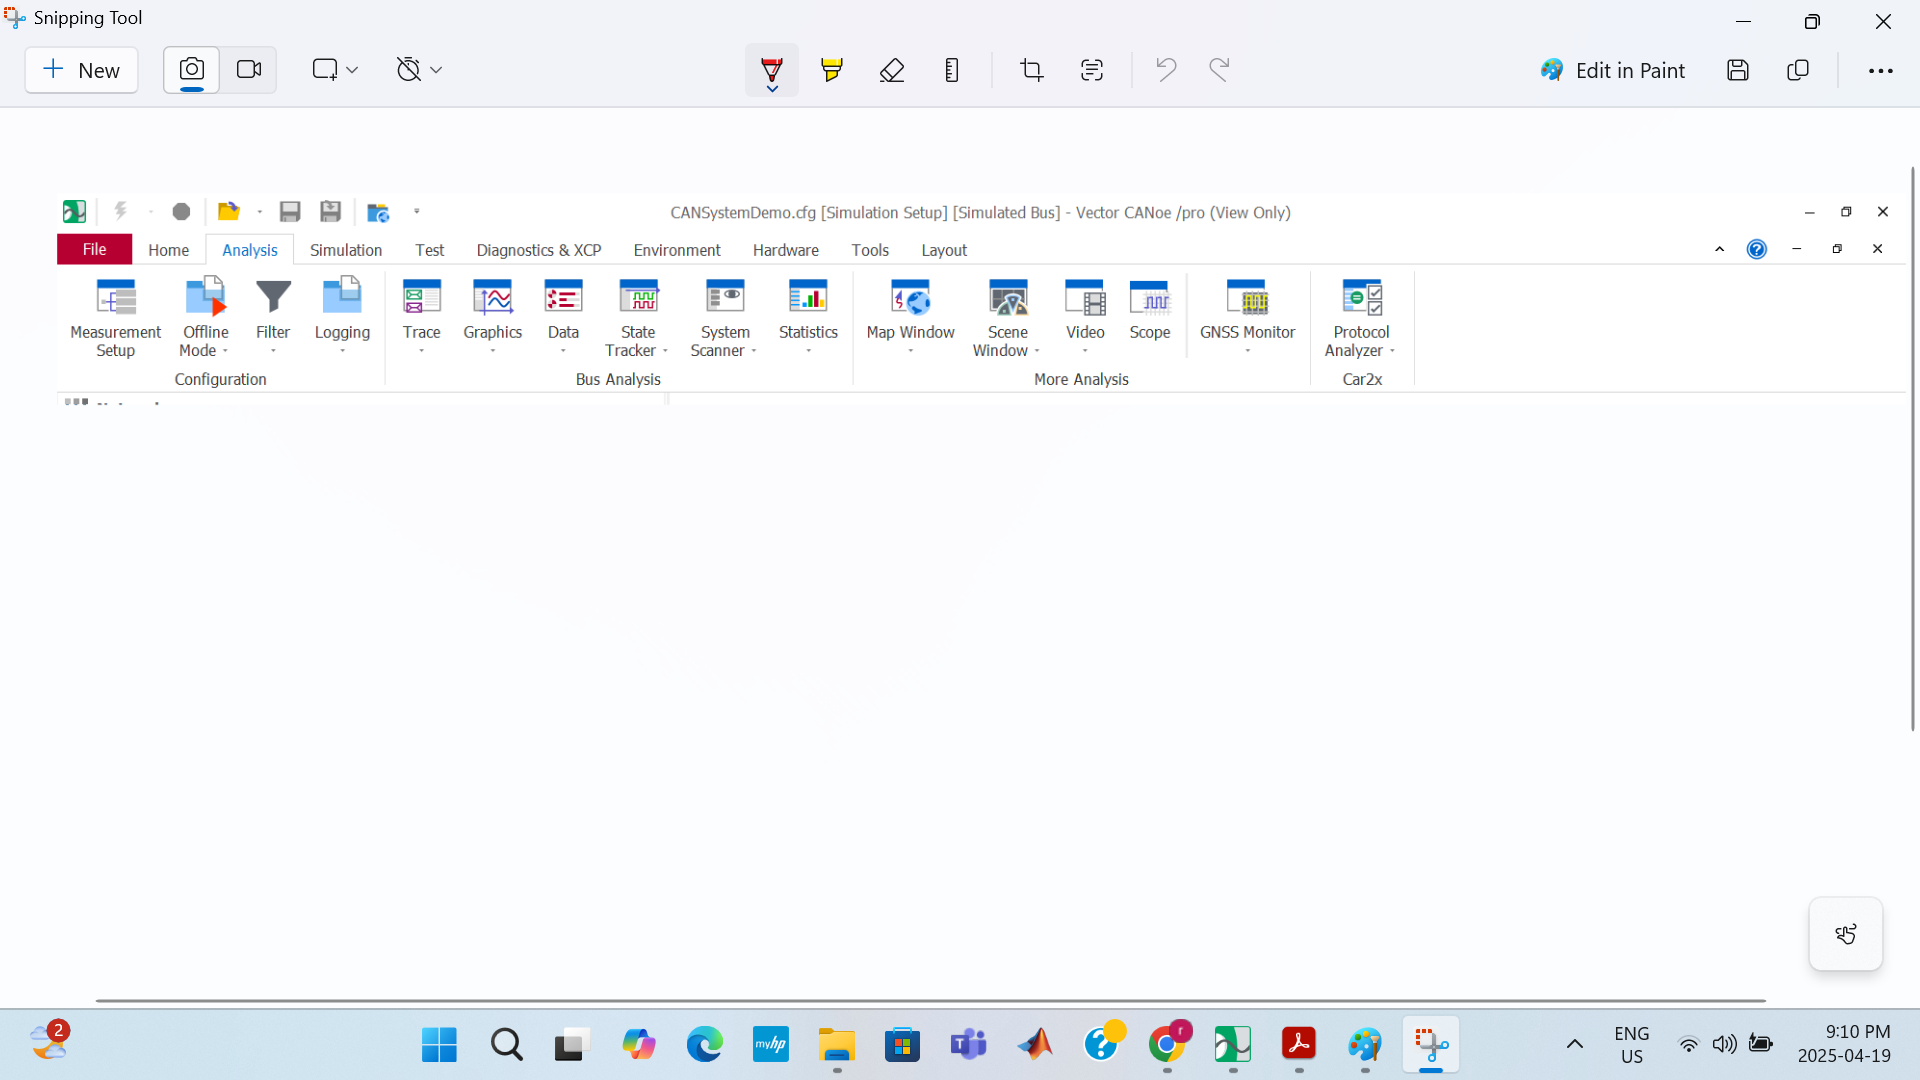 Snipping Tool
New
Edit in Paint
CANSystemDemo.cfg [Simulation Setup] [Simulated Bus] - Vector CANoe /pro (View Only)
File Home Analysis Simulation Test Diagnostics & XCP Environment Hardware Tools Layout
Measurement Setup
Offline Mode
Filter
Logging
Trace
Graphics
Data
State Tracker
System Scanner
Statistics
Map Window
Scene Window
Video
Scope
GNSS Monitor
Protocol Analyzer
Configuration
Bus Analysis
More Analysis
Car2x
2
myhp
T
r
ENG
US
9:10 PM
2025-04-19